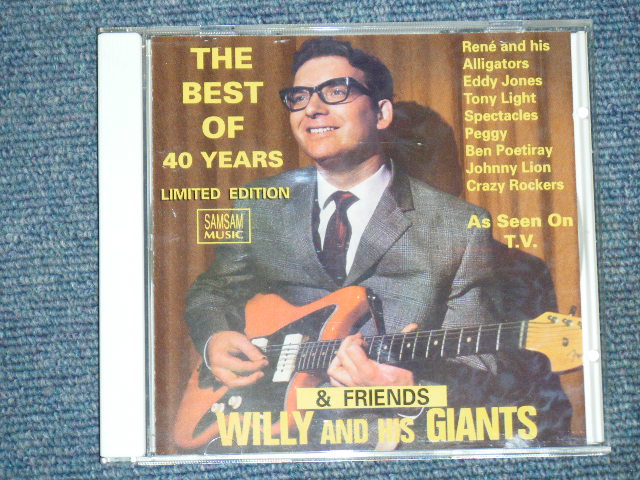 THE
BEST
OF
40 YEARS
LIMITED EDITION
SAMSAM
MUSIC
René and his
Alligators
Eddy Jones
Tony Light
Spectacles
Peggy
Ben Poetiray
Johnny Lion
Crazy Rockers
As Seen On
T.V.
& FRIENDS
WILLY AND HIS GIANTS